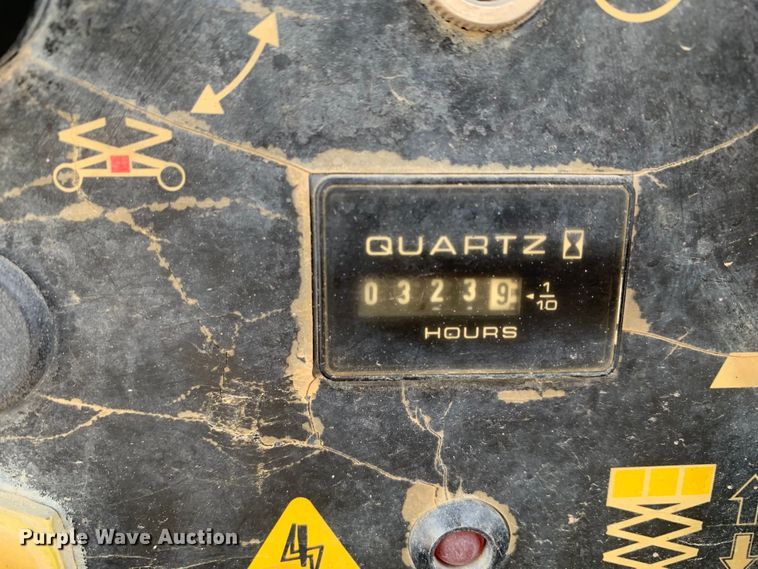 QUARTZ
03239 1/10
HOURS
Purple Wave Auction